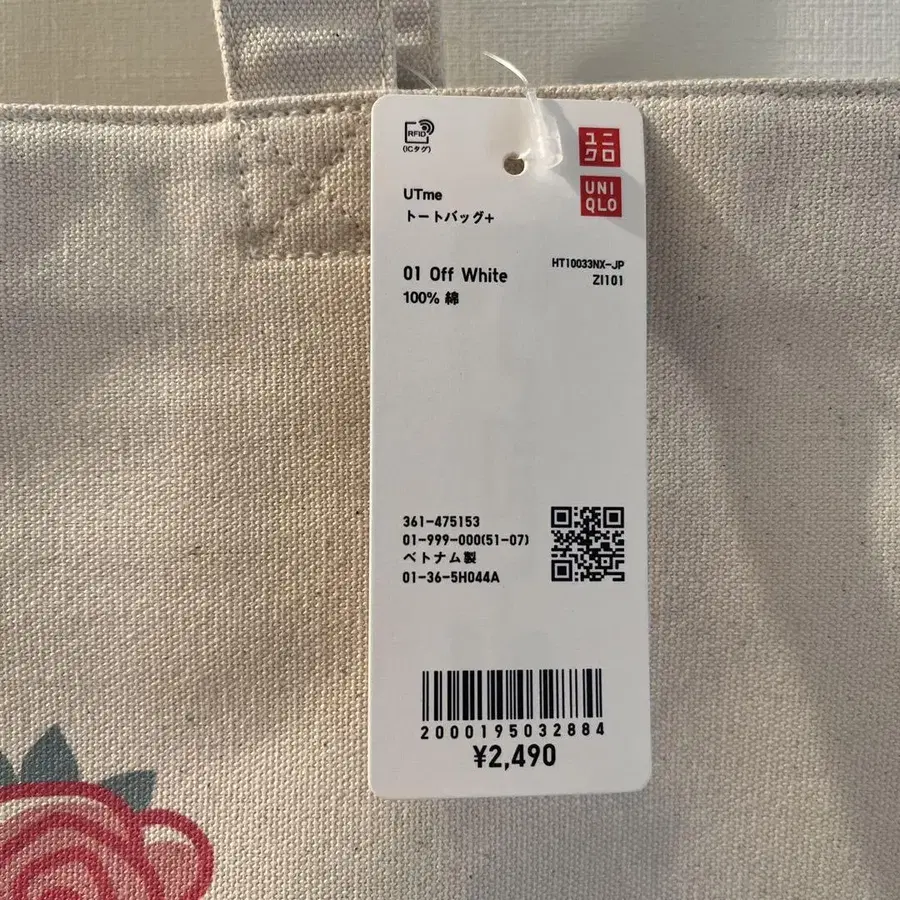 RFID
(ICタグ)
ユニ
クロ
UNI
QLO
UTme
トートバッグ+
01 Off White
100% 綿
HT10033NX-JP
ZI101
361-475153
01-999-000(51-07)
ベトナム製
01-36-5H044A
2000195032884
¥2,490